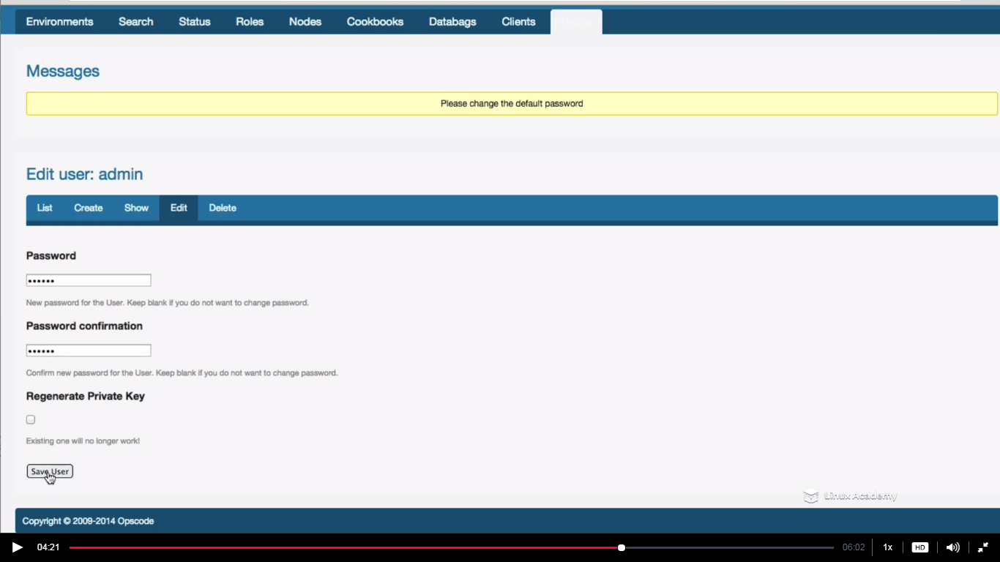 Environments Search Status Roles Nodes Cookbooks Databags Clients
Messages
Please change the default password
Edit user: admin
List Create Show Edit Delete
Password
••••••
New password for the User. Keep blank if you do not want to change password.
Password confirmation
••••••
Confirm new password for the User. Keep blank if you do not want to change password.
Regenerate Private Key
Existing one will no longer work!
Save User
Linux Academy
Copyright © 2009-2014 Opscode
04:21 06:02 1x HD